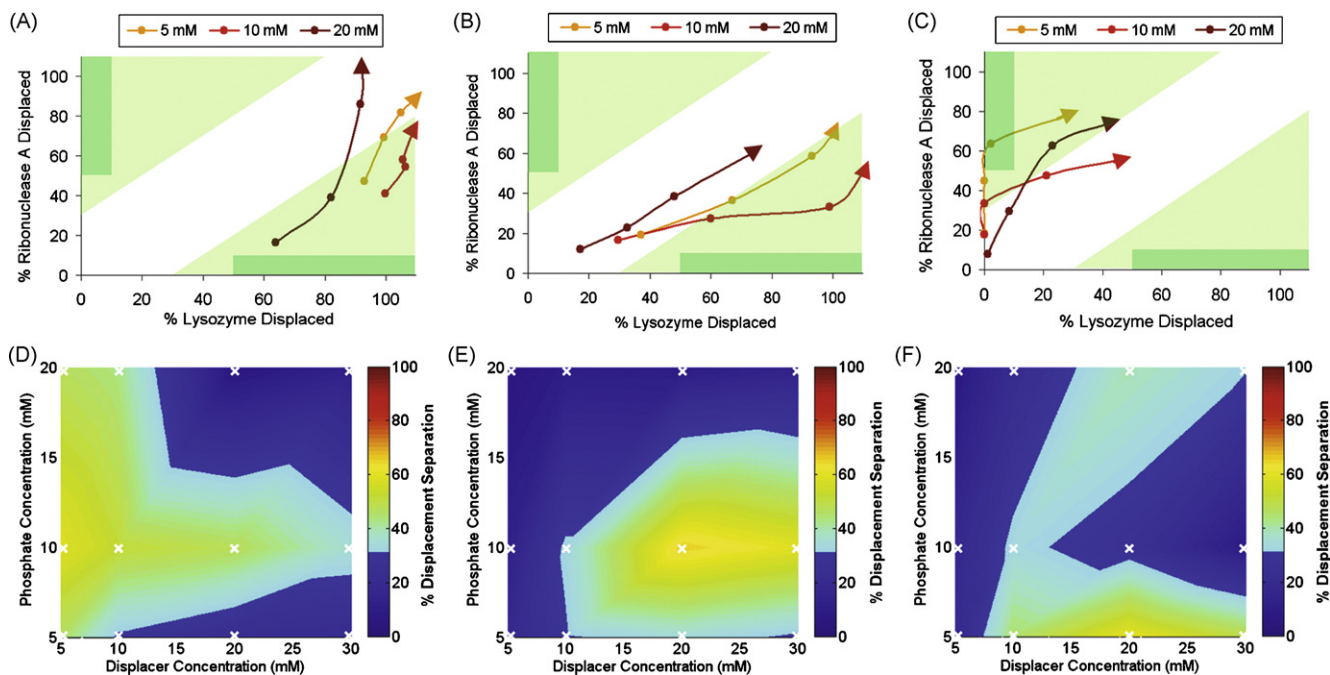 (A)
5 mM 10 mM 20 mM
% Ribonuclease A Displaced
100
80
60
40
20
0
0 20 40 60 80 100
% Lysozyme Displaced
(B)
5 mM 10 mM 20 mM
% Ribonuclease A Displaced
100
80
60
40
20
0
0 20 40 60 80 100
% Lysozyme Displaced
(C)
5 mM 10 mM 20 mM
% Ribonuclease A Displaced
100
80
60
40
20
0
0 20 40 60 80 100
% Lysozyme Displaced
(D)
Phosphate Concentration (mM)
20
15
10
5
5 10 15 20 25 30
Displacer Concentration (mM)
100
80
60
40
20
0
% Displacement Separation
(E)
Phosphate Concentration (mM)
20
15
10
5
5 10 15 20 25 30
Displacer Concentration (mM)
100
80
60
40
20
0
% Displacement Separation
(F)
Phosphate Concentration (mM)
20
15
10
5
5 10 15 20 25 30
Displacer Concentration (mM)
100
80
60
40
20
0
% Displacement Separation